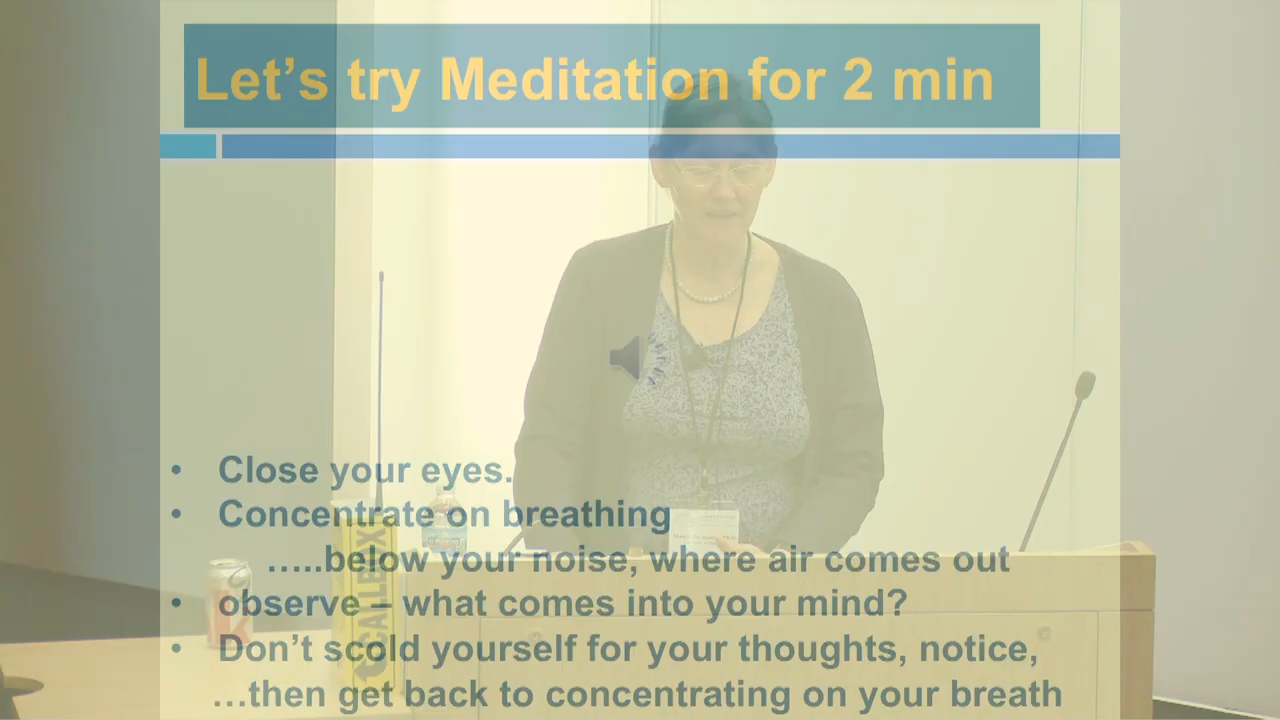 Let's try Meditation for 2 min
• Close your eyes.
• Concentrate on breathing
…..below your noise, where air comes out
• observe – what comes into your mind?
• Don't scold yourself for your thoughts, notice,
…then get back to concentrating on your breath
CALLBOX